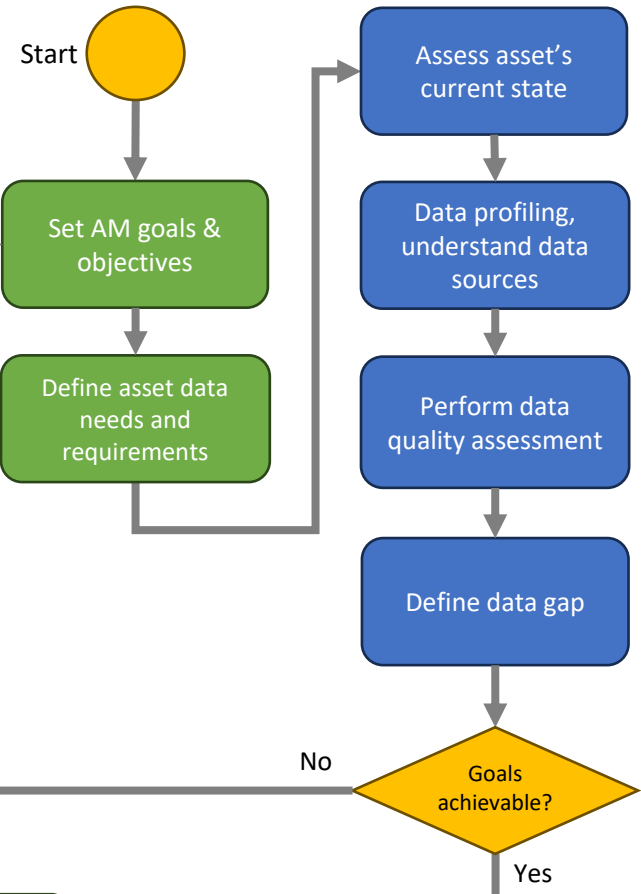 Start
Set AM goals &
objectives
Define asset data
needs and
requirements
Assess asset’s
current state
Data profiling,
understand data
sources
Perform data
quality assessment
Define data gap
Goals
achievable?
No
Yes